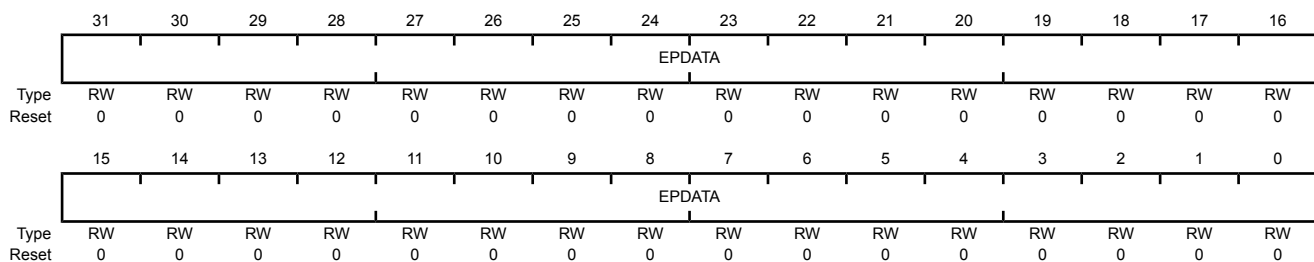 31 30 29 28 27 26 25 24 23 22 21 20 19 18 17 16
EPDATA
Type RW RW RW RW RW RW RW RW RW RW RW RW RW RW RW RW
Reset 0 0 0 0 0 0 0 0 0 0 0 0 0 0 0 0
15 14 13 12 11 10 9 8 7 6 5 4 3 2 1 0
EPDATA
Type RW RW RW RW RW RW RW RW RW RW RW RW RW RW RW RW
Reset 0 0 0 0 0 0 0 0 0 0 0 0 0 0 0 0